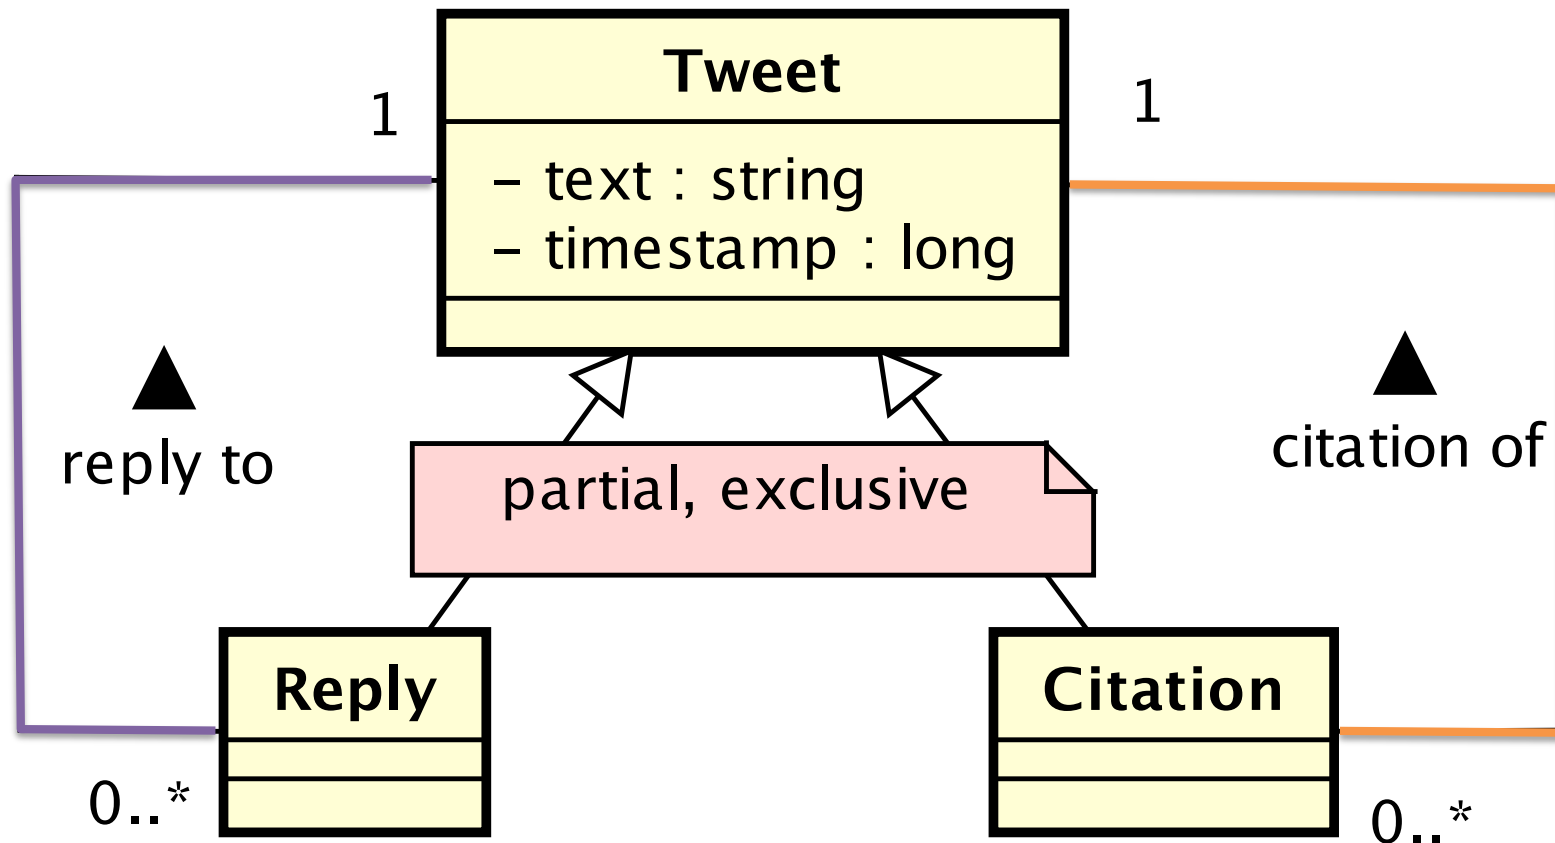 Tweet
1
1
– text : string
– timestamp : long
reply to
citation of
partial, exclusive
Reply
Citation
0..*
0..*